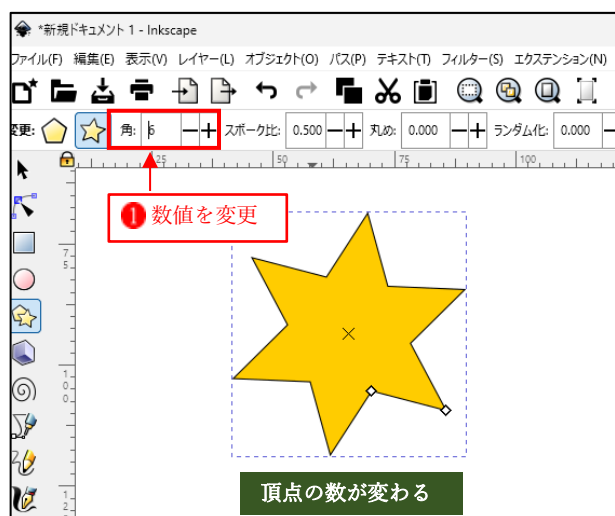 *新規ドキュメント 1 - Inkscape
ファイル(F) 編集(E) 表示(V) レイヤー(L) オブジェクト(O) パス(P) テキスト(T) フィルター(S) エクステンション(N)
変更: 角: 6 スポーク比: 0.500 丸め: 0.000 ランダム化: 0.000
25 50 75 100
❶ 数値を変更
75
100
12
頂点の数が変わる